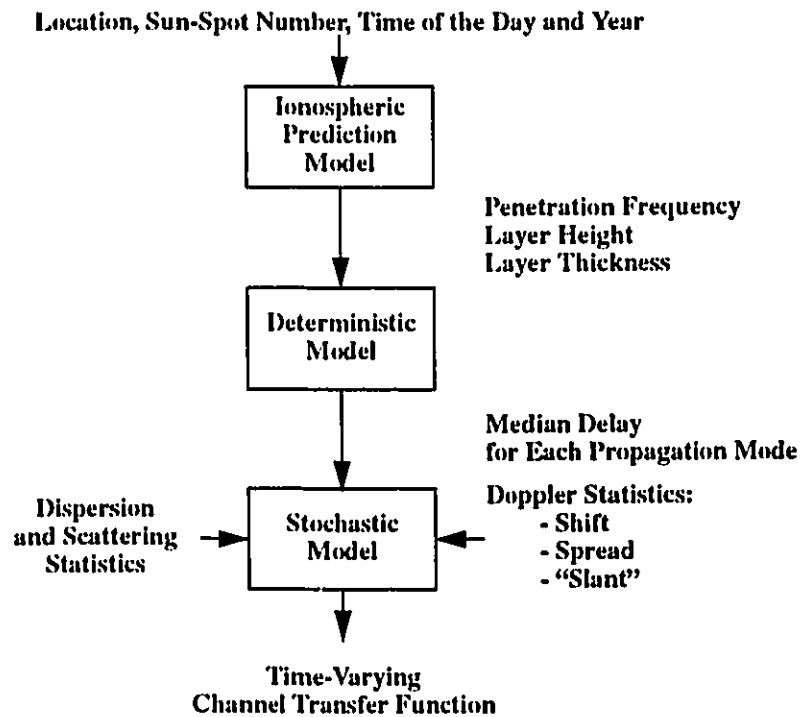 Location, Sun-Spot Number, Time of the Day and Year
Ionospheric
Prediction
Model
Penetration Frequency
Layer Height
Layer Thickness
Deterministic
Model
Median Delay
for Each Propagation Mode
Dispersion
and Scattering
Statistics
Stochastic
Model
Doppler Statistics:
- Shift
- Spread
- “Slant”
Time-Varying
Channel Transfer Function